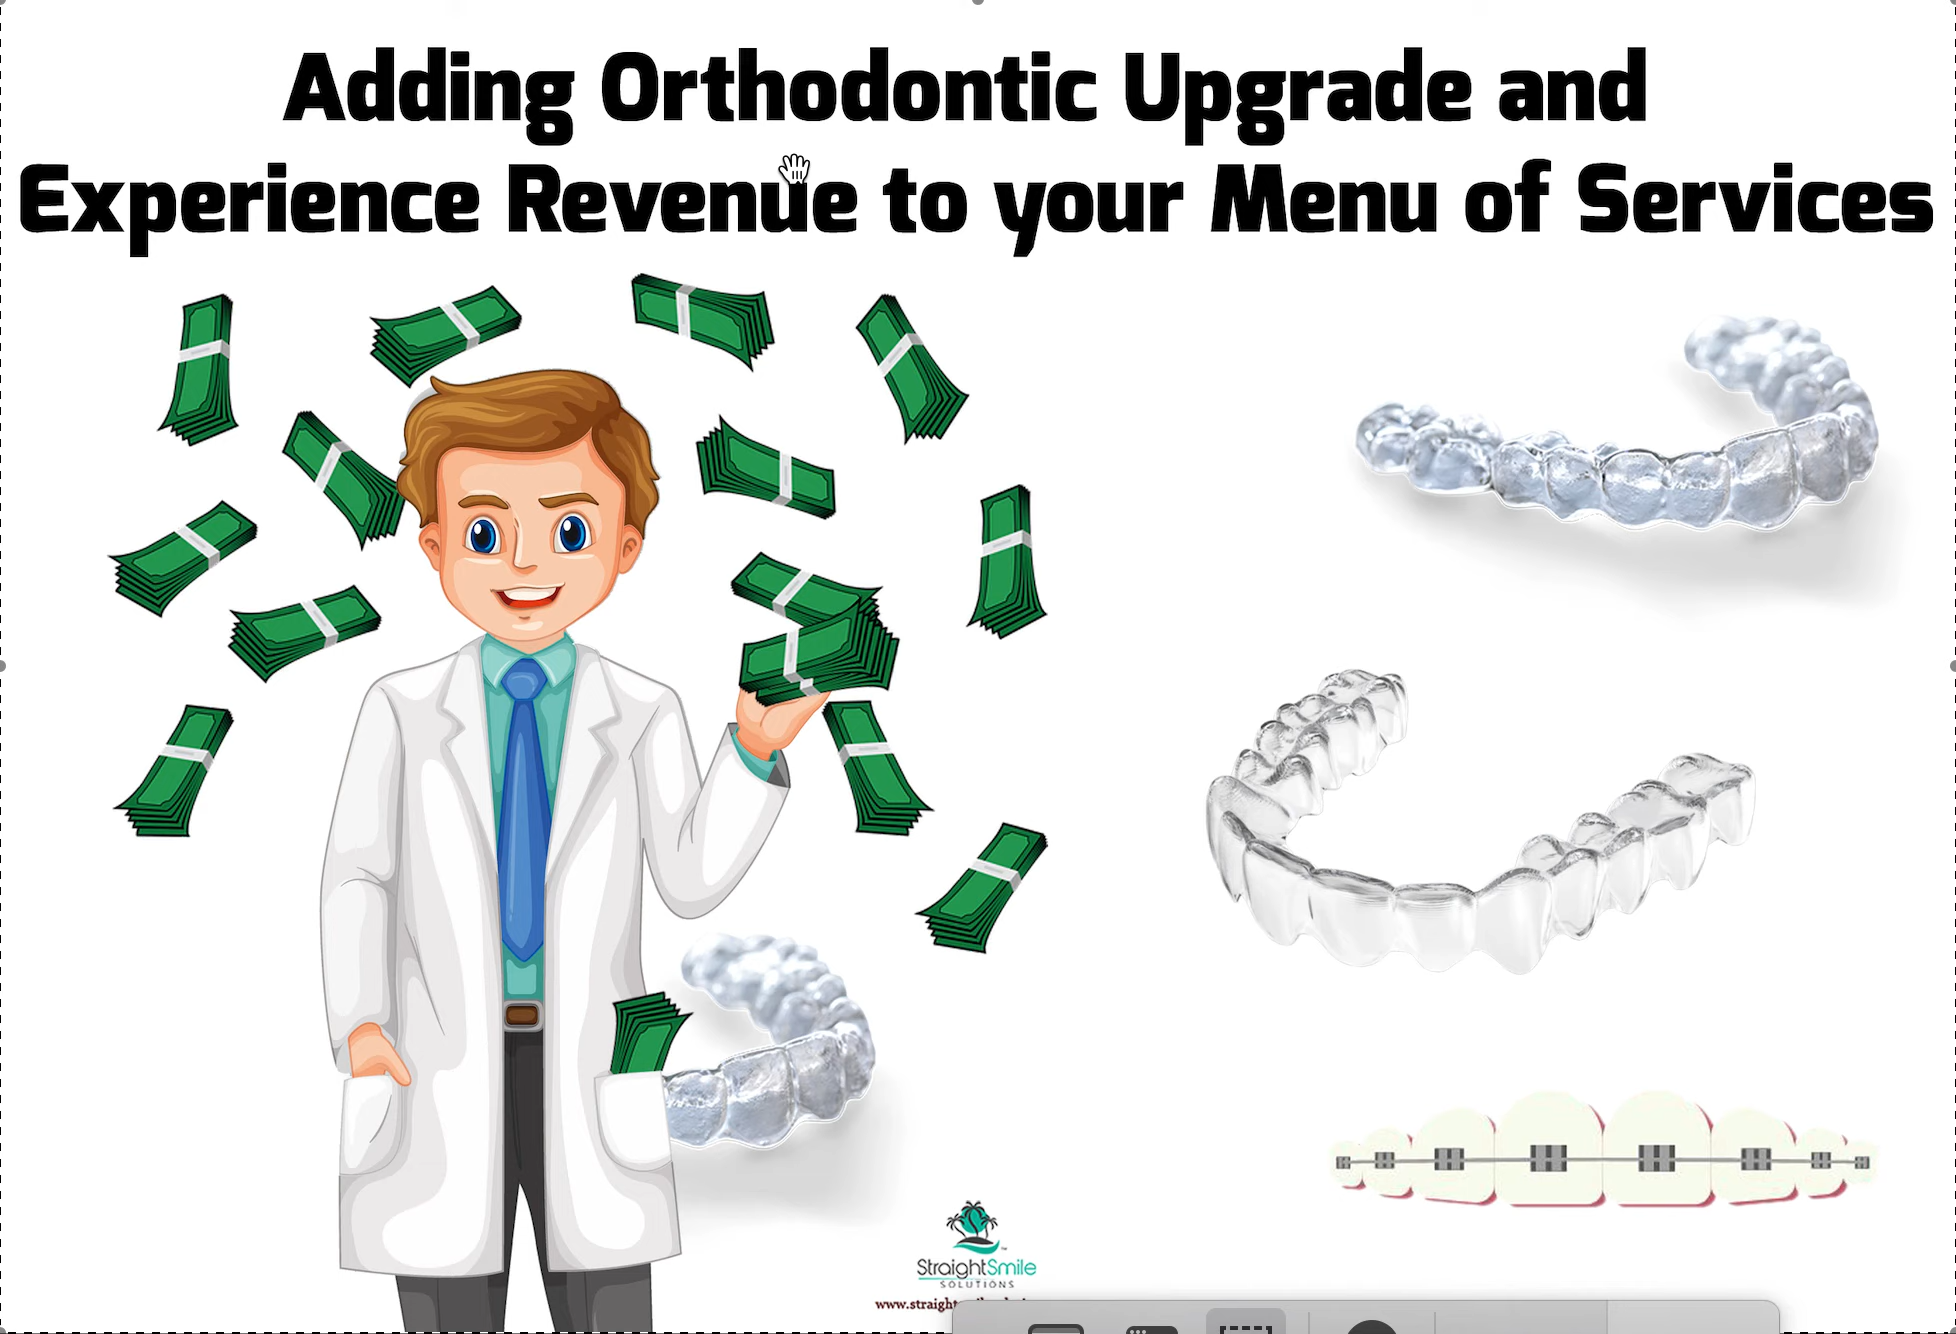 Adding Orthodontic Upgrade and
Experience Revenue to your Menu of Services
StraightSmile
SOLUTIONS